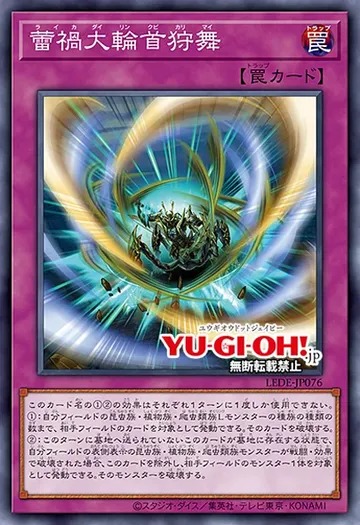 ライカダイリンクビカリマイ
蕾禍大輪首狩舞
トラップ
罠
トラップ
【罠カード】
ユウギオウドットジェイピー
YU-GI-OH!.jp
無断転載禁止
LEDE-JP076
このカード名の①②の効果はそれぞれ1ターンに1度しか使用できない。
①:自分フィールドの昆虫族・植物族・爬虫類族モンスターの種族の種類の
数まで、相手フィールドのカードを対象として発動できる。そのカードを破壊する。
②:このターンに墓地へ送られていないこのカードが墓地に存在する状態で、
自分フィールドの表側表示の昆虫族・植物族・爬虫類族モンスターが戦闘・効果
で破壊された場合、このカードを除外し、相手フィールドのモンスター1体を対象
として発動できる。そのモンスターを破壊する。
©スタジオ・ダイス/集英社・テレビ東京・KONAMI